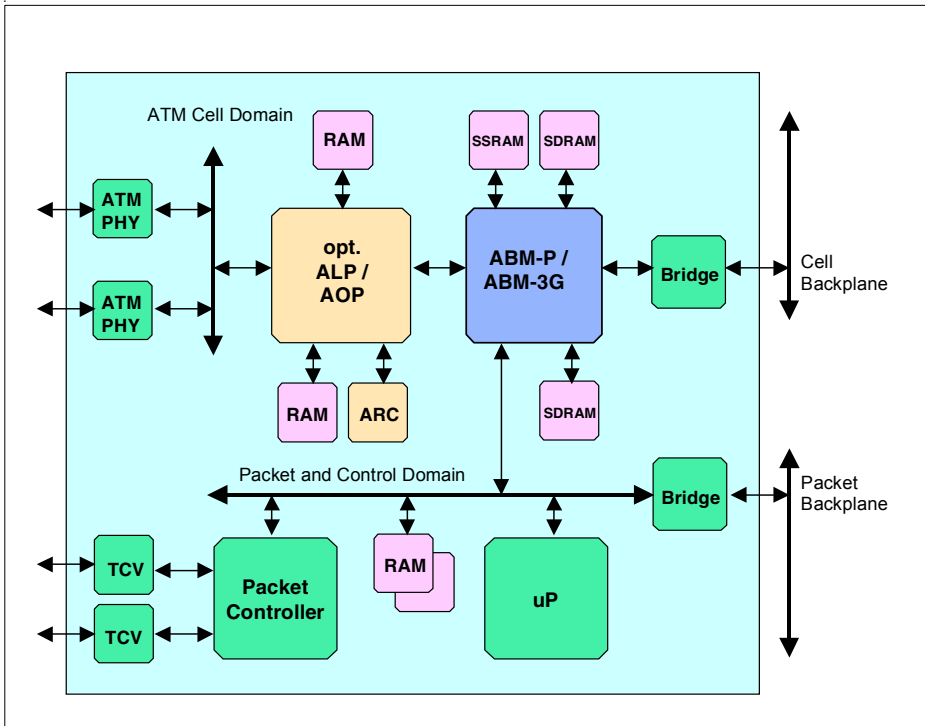 ATM Cell Domain
RAM
SSRAM
SDRAM
ATM
PHY
opt.
ALP /
AOP
ABM-P /
ABM-3G
Bridge
Cell
Backplane
ATM
PHY
RAM
ARC
SDRAM
Packet and Control Domain
Bridge
Packet
Backplane
TCV
Packet
Controller
RAM
uP
TCV